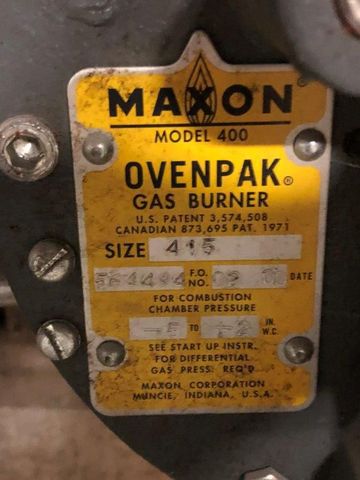 MAXON
MODEL 400
OVENPAK®
GAS BURNER
U.S. PATENT 3,574,508
CANADIAN 873,695 PAT. 1971
SIZE 415
F.O. NO. DATE
FOR COMBUSTION
CHAMBER PRESSURE
TO IN. W.C.
SEE START UP INSTR.
FOR DIFFERENTIAL
GAS PRESS. REQ'D
MAXON CORPORATION
MUNCIE, INDIANA, U.S.A.